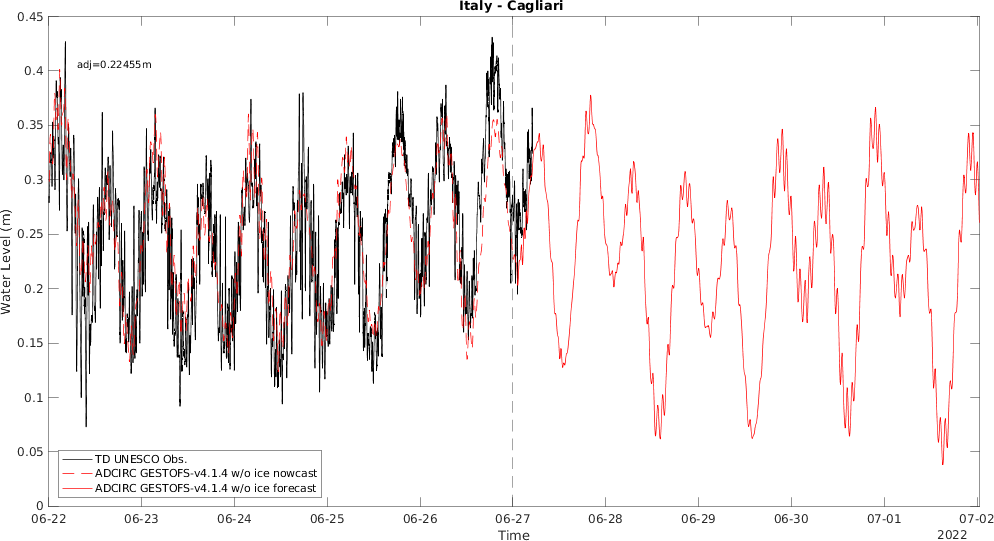 Italy - Cagliari
0.45
0.4
0.35
0.3
0.25
0.2
0.15
0.1
0.05
0
Water Level (m)
adj=0.22455m
TD UNESCO Obs.
ADCIRC GESTOFS-v4.1.4 w/o ice nowcast
ADCIRC GESTOFS-v4.1.4 w/o ice forecast
06-22 06-23 06-24 06-25 06-26 06-27 06-28 06-29 06-30 07-01 07-02
Time
2022